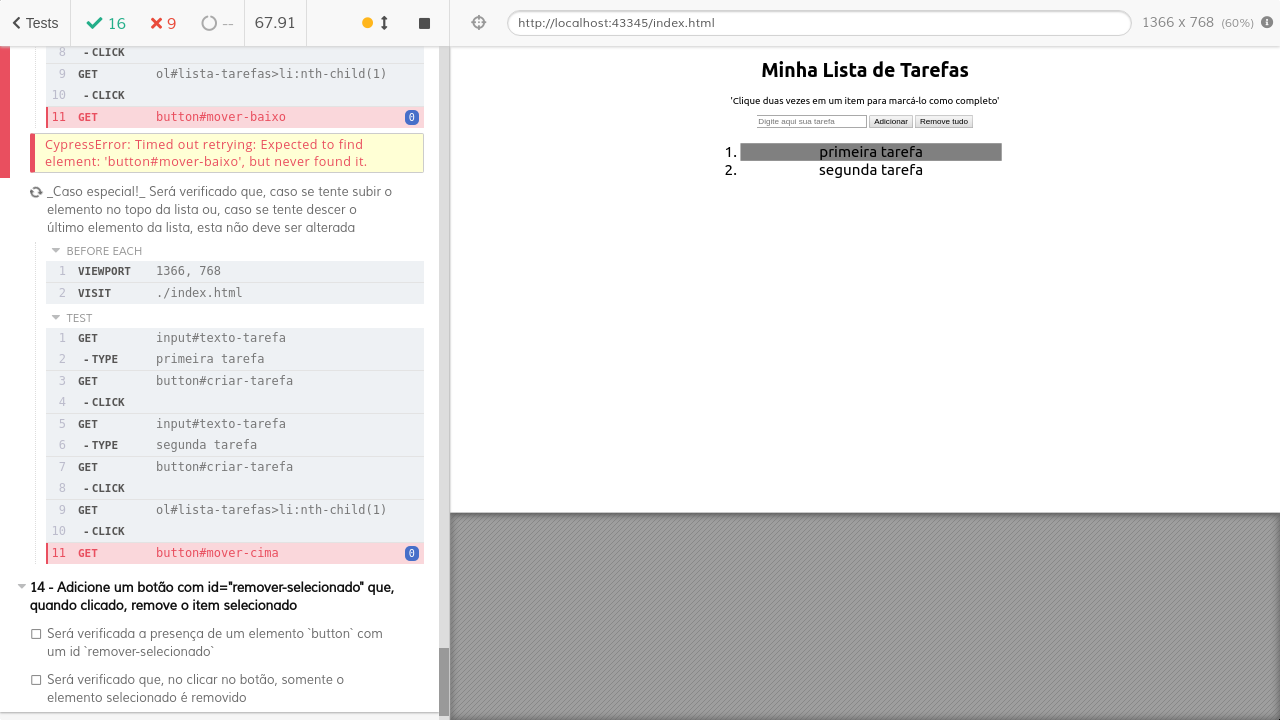 Tests
16
9
--
67.91
8 -CLICK
9 GET ol#lista-tarefas>li:nth-child(1)
10 -CLICK
11 GET button#mover-baixo 0
CypressError: Timed out retrying: Expected to find
element: 'button#mover-baixo', but never found it.
_Caso especial!_ Será verificado que, caso se tente subir o
elemento no topo da lista ou, caso se tente descer o
último elemento da lista, esta não deve ser alterada
BEFORE EACH
1 VIEWPORT 1366, 768
2 VISIT ./index.html
TEST
1 GET input#texto-tarefa
2 -TYPE primeira tarefa
3 GET button#criar-tarefa
4 -CLICK
5 GET input#texto-tarefa
6 -TYPE segunda tarefa
7 GET button#criar-tarefa
8 -CLICK
9 GET ol#lista-tarefas>li:nth-child(1)
10 -CLICK
11 GET button#mover-cima 0
14 - Adicione um botão com id="remover-selecionado" que,
quando clicado, remove o item selecionado
Será verificada a presença de um elemento `button` com
um id `remover-selecionado`
Será verificado que, no clicar no botão, somente o
elemento selecionado é removido
http://localhost:43345/index.html
1366 x 768 (60%)
Minha Lista de Tarefas
'Clique duas vezes em um item para marcá-lo como completo'
Digite aqui sua tarefa Adicionar Remove tudo
1. primeira tarefa
2. segunda tarefa